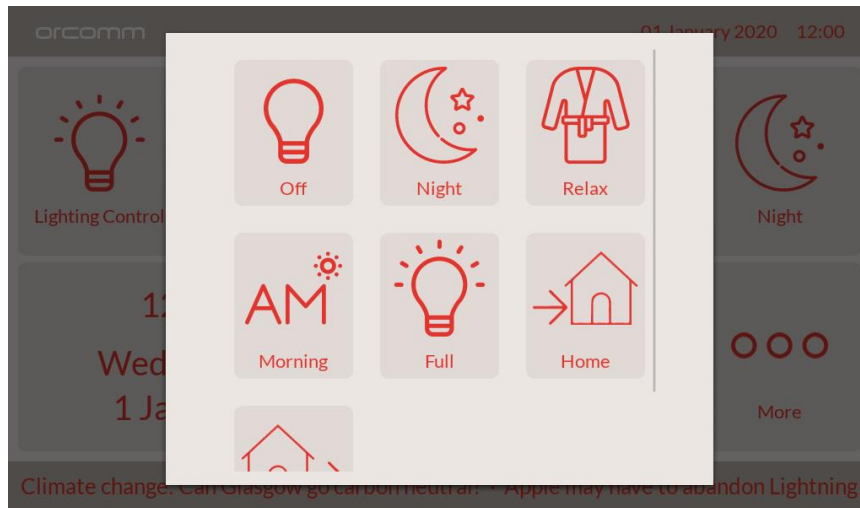 orcomm
01 January 2020 12:00
Off
Night
Relax
Lighting Control
Night
AM
Morning
Full
Home
Wed
1 Ja
More
Climate change: Can Glasgow go carbon neutral? · Apple may have to abandon Lightning